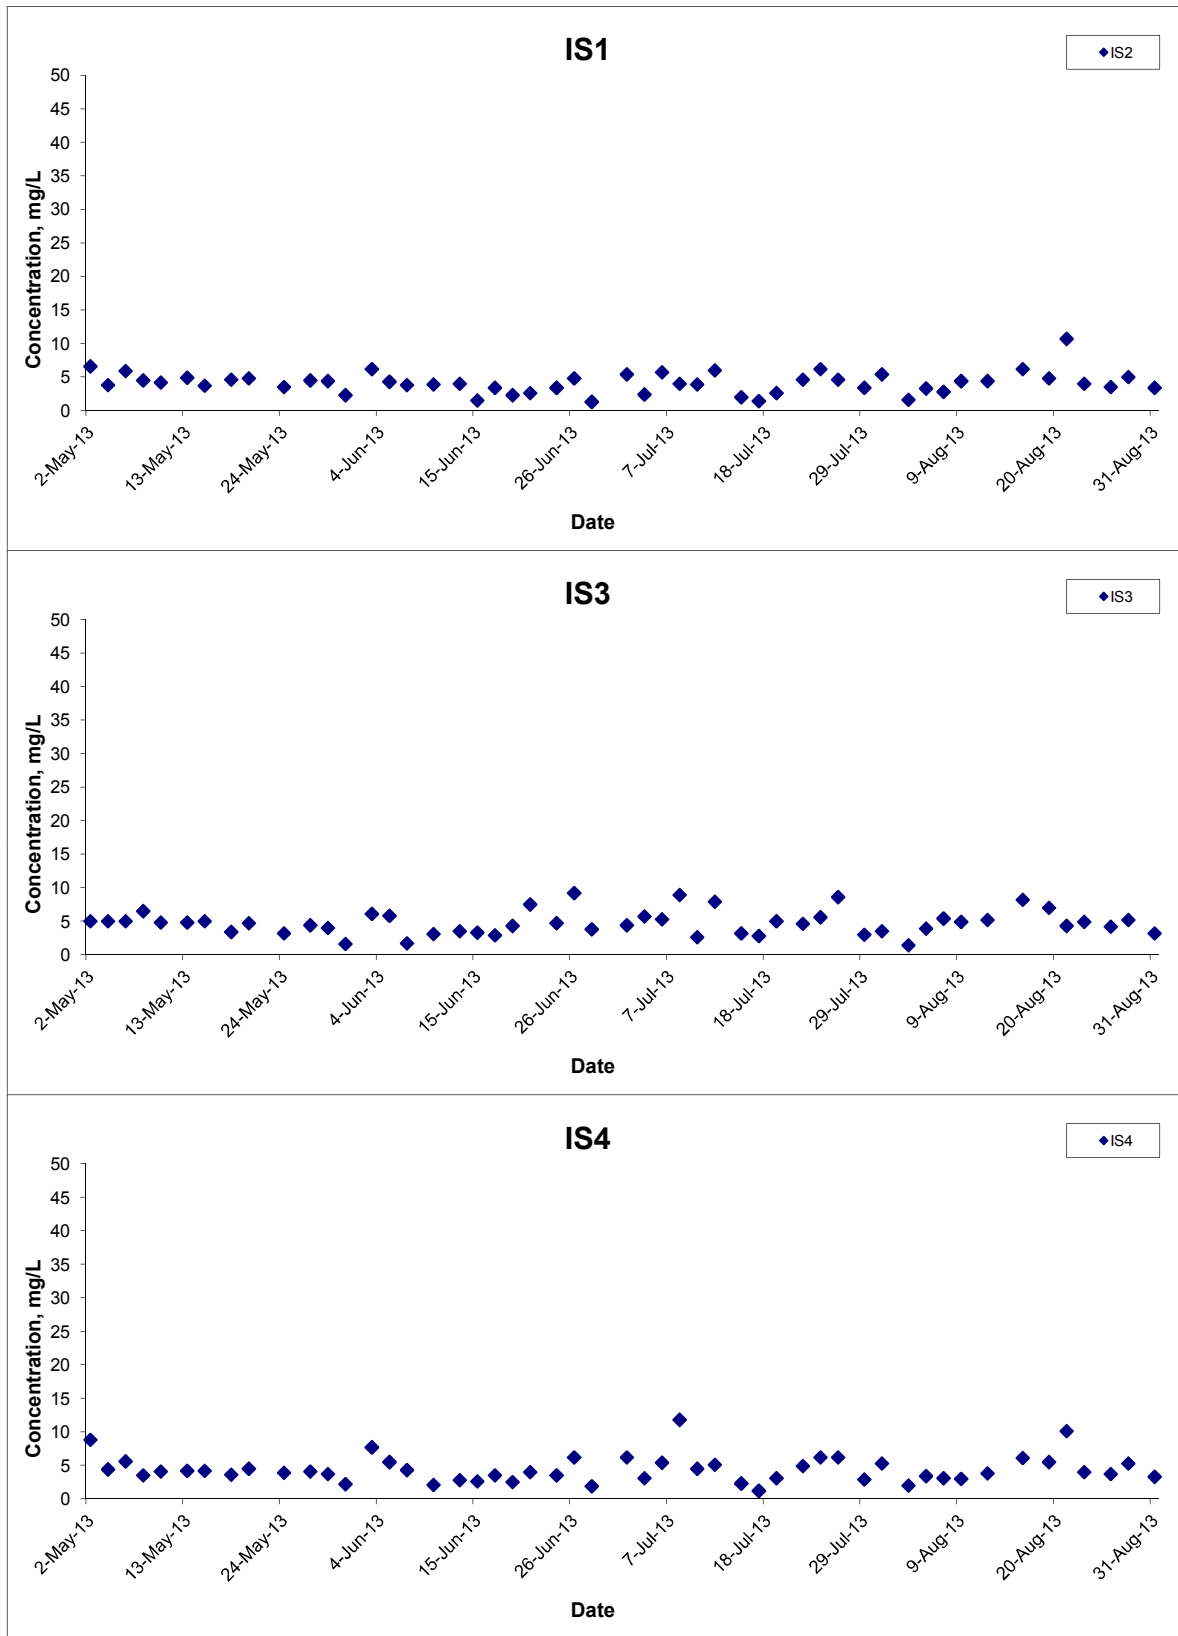 IS1
IS2
Concentration, mg/L
50
45
40
35
30
25
20
15
10
5
0
2-May-13
13-May-13
24-May-13
4-Jun-13
15-Jun-13
26-Jun-13
7-Jul-13
18-Jul-13
29-Jul-13
9-Aug-13
20-Aug-13
31-Aug-13
Date
IS3
IS3
Concentration, mg/L
50
45
40
35
30
25
20
15
10
5
0
2-May-13
13-May-13
24-May-13
4-Jun-13
15-Jun-13
26-Jun-13
7-Jul-13
18-Jul-13
29-Jul-13
9-Aug-13
20-Aug-13
31-Aug-13
Date
IS4
IS4
Concentration, mg/L
50
45
40
35
30
25
20
15
10
5
0
2-May-13
13-May-13
24-May-13
4-Jun-13
15-Jun-13
26-Jun-13
7-Jul-13
18-Jul-13
29-Jul-13
9-Aug-13
20-Aug-13
31-Aug-13
Date